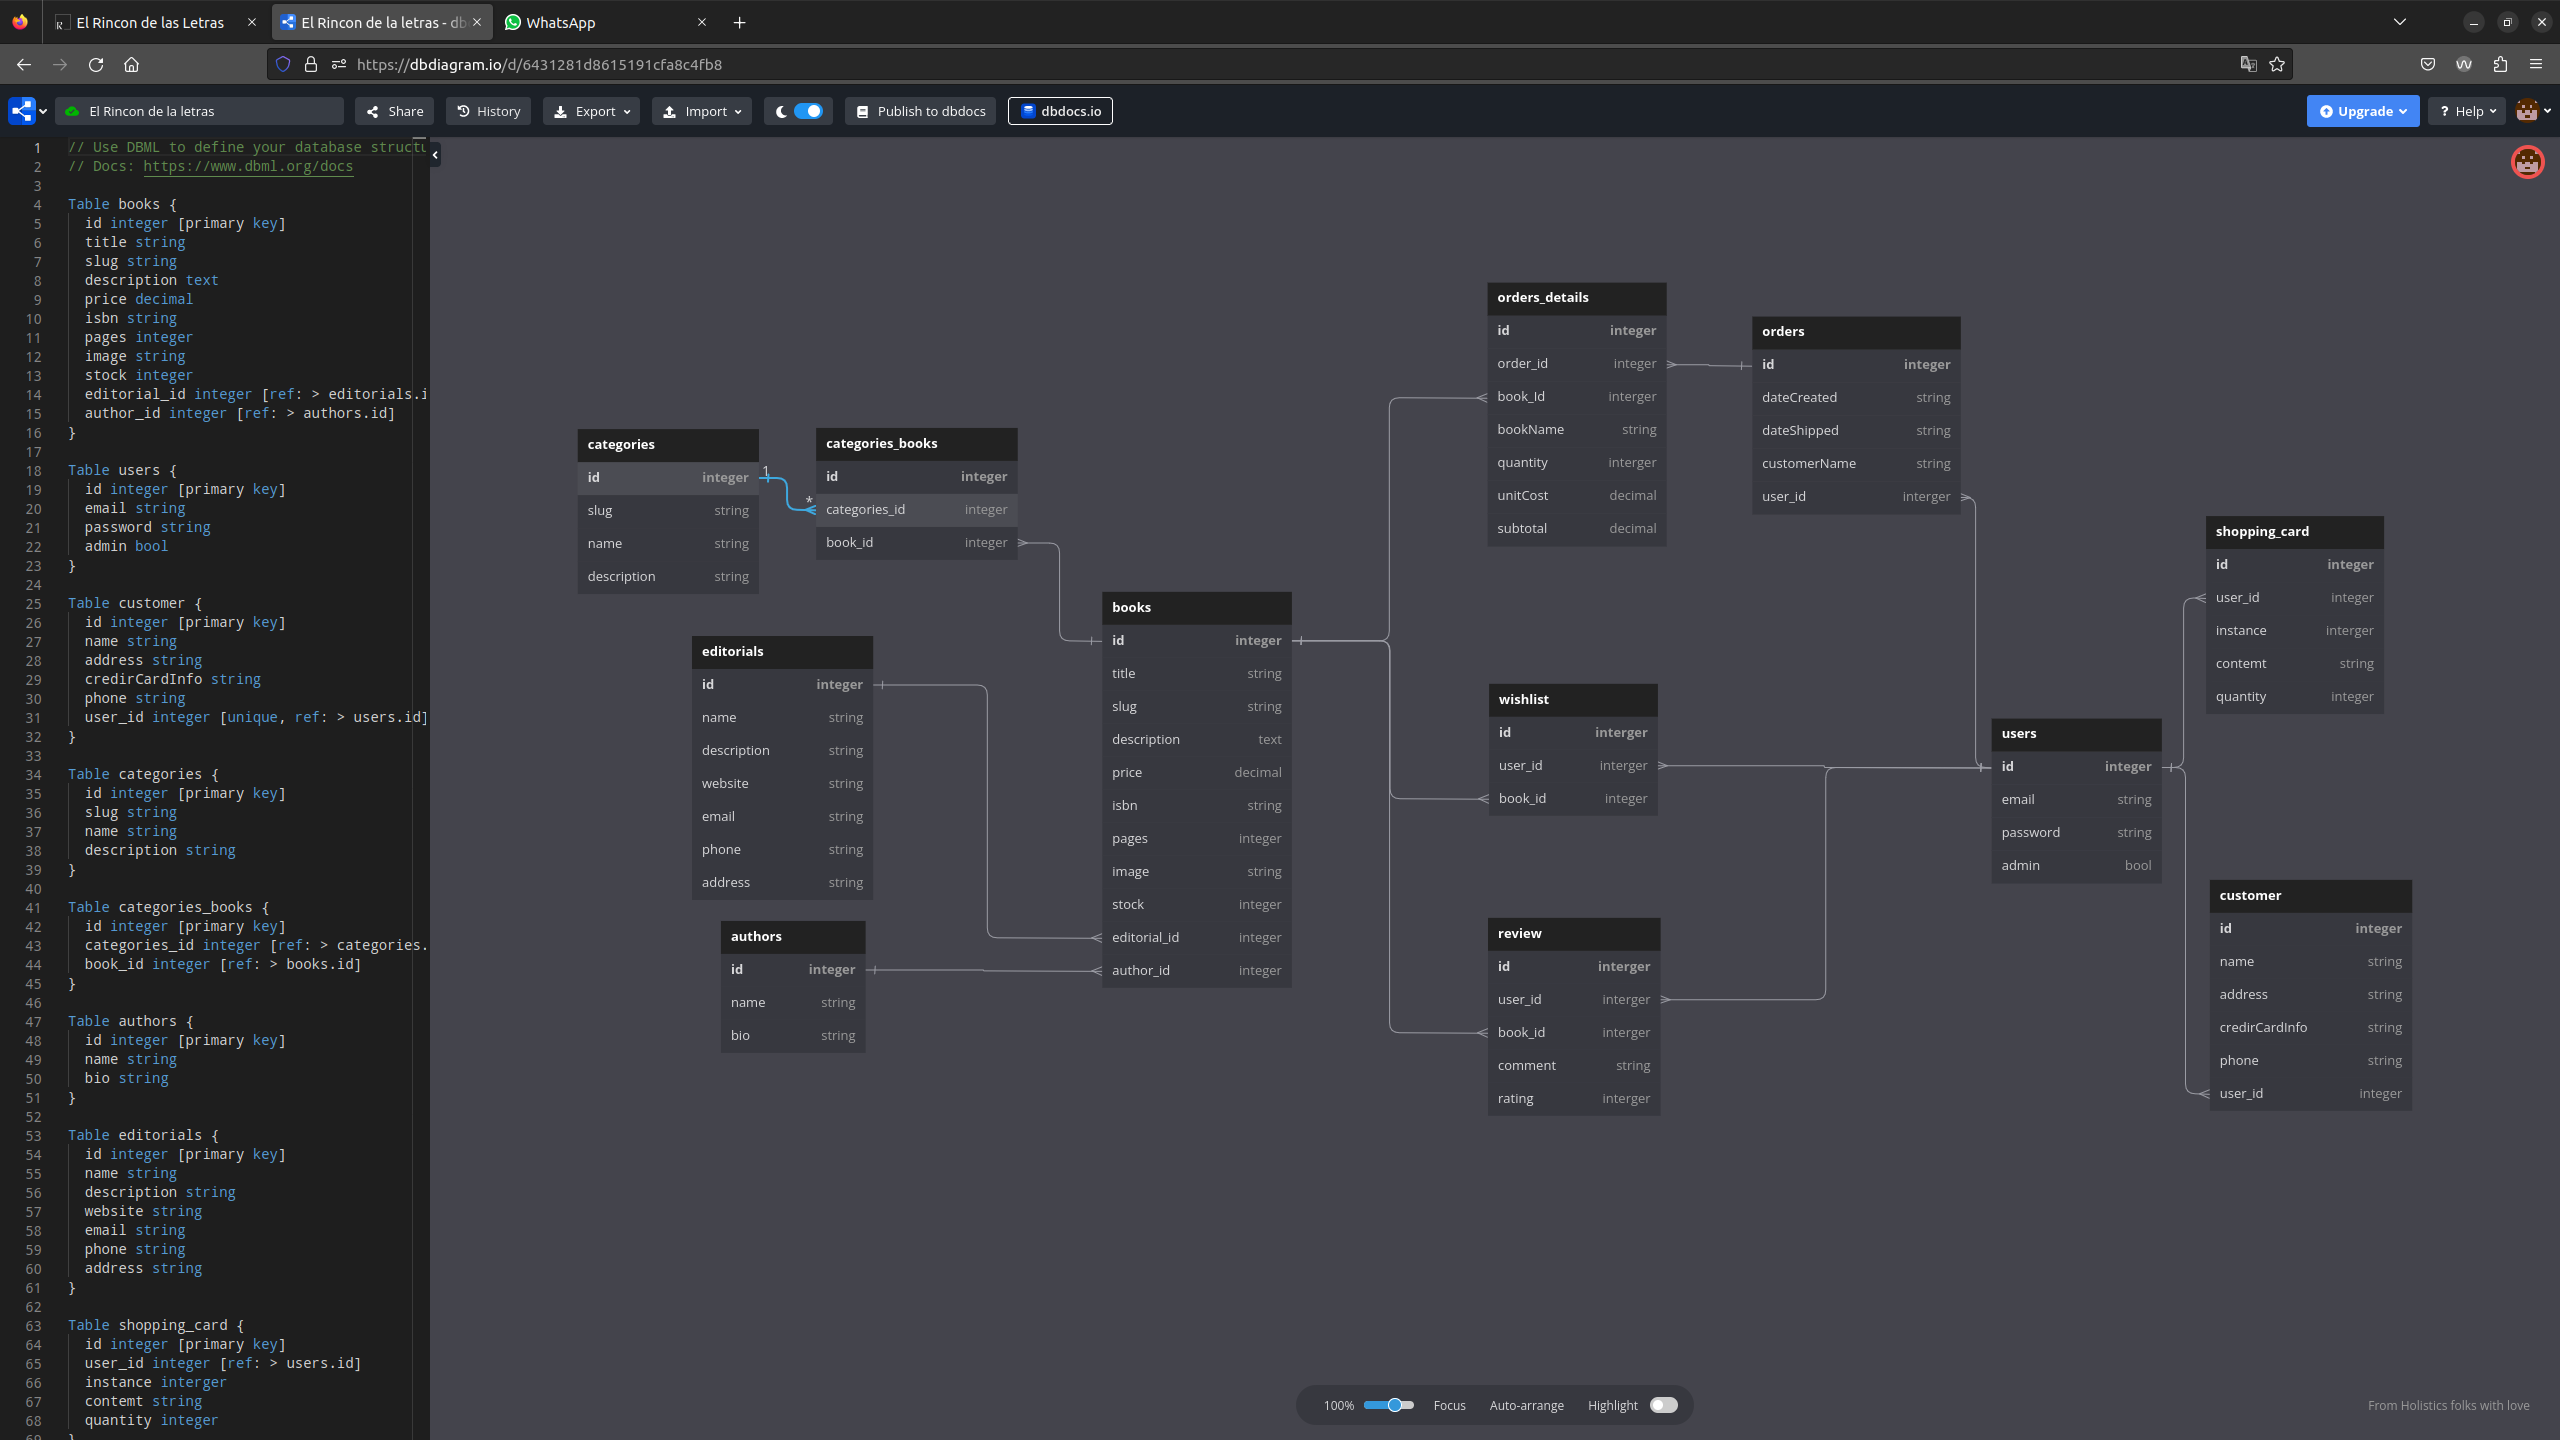 El Rincon de las Letras
El Rincon de la letras - db
WhatsApp
https://dbdiagram.io/d/6431281d8615191cfa8c4fb8
El Rincon de la letras
Share
History
Export
Import
Publish to dbdocs
dbdocs.io
Upgrade
? Help
1 // Use DBML to define your database structu
2 // Docs: https://www.dbml.org/docs
3
4 Table books {
5 id integer [primary key]
6 title string
7 slug string
8 description text
9 price decimal
10 isbn string
11 pages integer
12 image string
13 stock integer
14 editorial_id integer [ref: > editorials.i
15 author_id integer [ref: > authors.id]
16 }
17
18 Table users {
19 id integer [primary key]
20 email string
21 password string
22 admin bool
23 }
24
25 Table customer {
26 id integer [primary key]
27 name string
28 address string
29 credirCardInfo string
30 phone string
31 user_id integer [unique, ref: > users.id]
32 }
33
34 Table categories {
35 id integer [primary key]
36 slug string
37 name string
38 description string
39 }
40
41 Table categories_books {
42 id integer [primary key]
43 categories_id integer [ref: > categories.
44 book_id integer [ref: > books.id]
45 }
46
47 Table authors {
48 id integer [primary key]
49 name string
50 bio string
51 }
52
53 Table editorials {
54 id integer [primary key]
55 name string
56 description string
57 website string
58 email string
59 phone string
60 address string
61 }
62
63 Table shopping_card {
64 id integer [primary key]
65 user_id integer [ref: > users.id]
66 instance interger
67 contemt string
68 quantity integer
69 }
categories
id integer
slug string
name string
description string
1
*
categories_books
id integer
categories_id integer
book_id integer
editorials
id integer
name string
description string
website string
email string
phone string
address string
authors
id integer
name string
bio string
books
id integer
title string
slug string
description text
price decimal
isbn string
pages integer
image string
stock integer
editorial_id integer
author_id integer
orders_details
id integer
order_id integer
book_Id interger
bookName string
quantity interger
unitCost decimal
subtotal decimal
orders
id integer
dateCreated string
dateShipped string
customerName string
user_id interger
wishlist
id interger
user_id interger
book_id integer
review
id interger
user_id interger
book_id interger
comment string
rating interger
users
id integer
email string
password string
admin bool
shopping_card
id integer
user_id integer
instance interger
contemt string
quantity integer
customer
id integer
name string
address string
credirCardInfo string
phone string
user_id integer
100%
Focus
Auto-arrange
Highlight
From Holistics folks with love